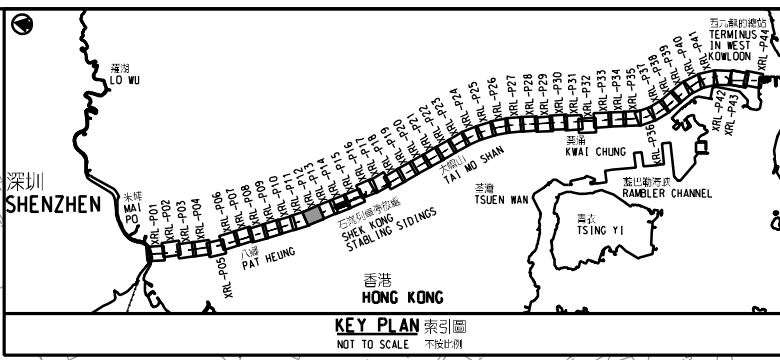 羅湖
LO WU
深圳
SHENZHEN
米埔
MAI
PO
XRL-P01
XRL-P02
XRL-P03
XRL-P04
XRL-P05
XRL-P06
XRL-P07
XRL-P08
XRL-P09
XRL-P10
XRL-P11
XRL-P12
XRL-P13
XRL-P14
XRL-P15
XRL-P16
XRL-P17
XRL-P18
XRL-P19
XRL-P20
XRL-P21
XRL-P22
XRL-P23
XRL-P24
XRL-P25
XRL-P26
XRL-P27
XRL-P28
XRL-P29
XRL-P30
XRL-P31
XRL-P32
XRL-P33
XRL-P34
XRL-P35
XRL-P36
XRL-P37
XRL-P38
XRL-P39
XRL-P40
XRL-P41
XRL-P42
XRL-P43
XRL-P44
西九龍的總站
TERMINUS
IN WEST
KOWLOON
八鄉
PAT HEUNG
SHEK KONG
STABLING SIDINGS
大帽山
TAI MO SHAN
葵涌
KWAI CHUNG
荃灣
TSUEN WAN
藍巴勒海峽
RAMBLER CHANNEL
青衣
TSING YI
香港
HONG KONG
KEY PLAN 索引圖
NOT TO SCALE 不按比例